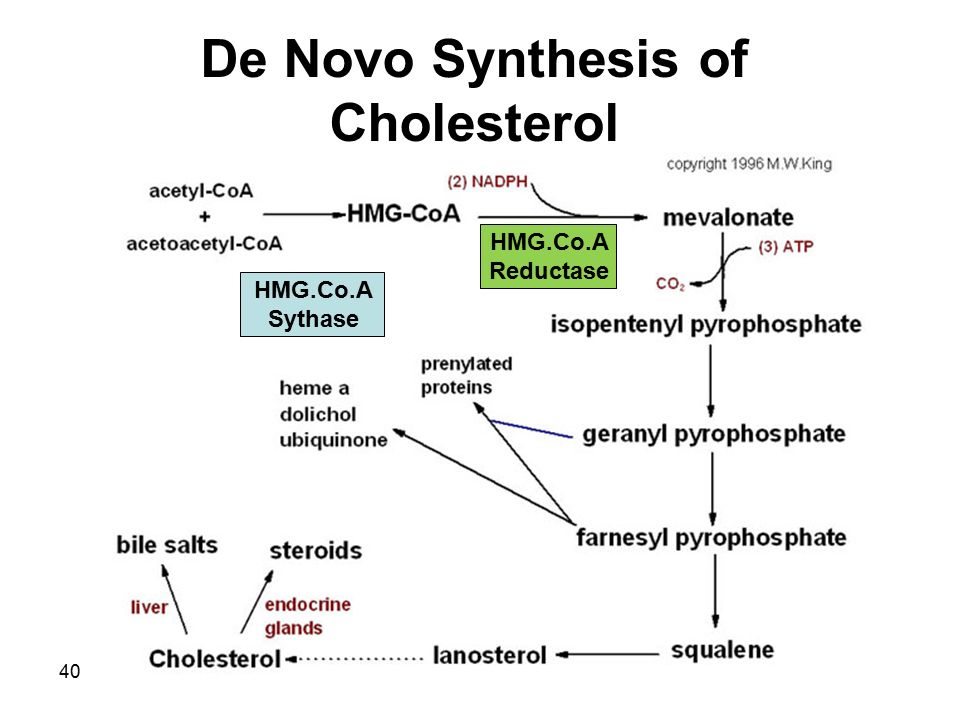 De Novo Synthesis of
Cholesterol
copyright 1996 M.W.King
acetyl-CoA
+
acetoacetyl-CoA
HMG-CoA
(2) NADPH
mevalonate
HMG.Co.A
Reductase
(3) ATP
CO₂
HMG.Co.A
Sythase
isopentenyl pyrophosphate
prenylated
proteins
heme a
dolichol
ubiquinone
geranyl pyrophosphate
farnesyl pyrophosphate
bile salts
steroids
liver
endocrine
glands
Cholesterol
lanosterol
squalene
40